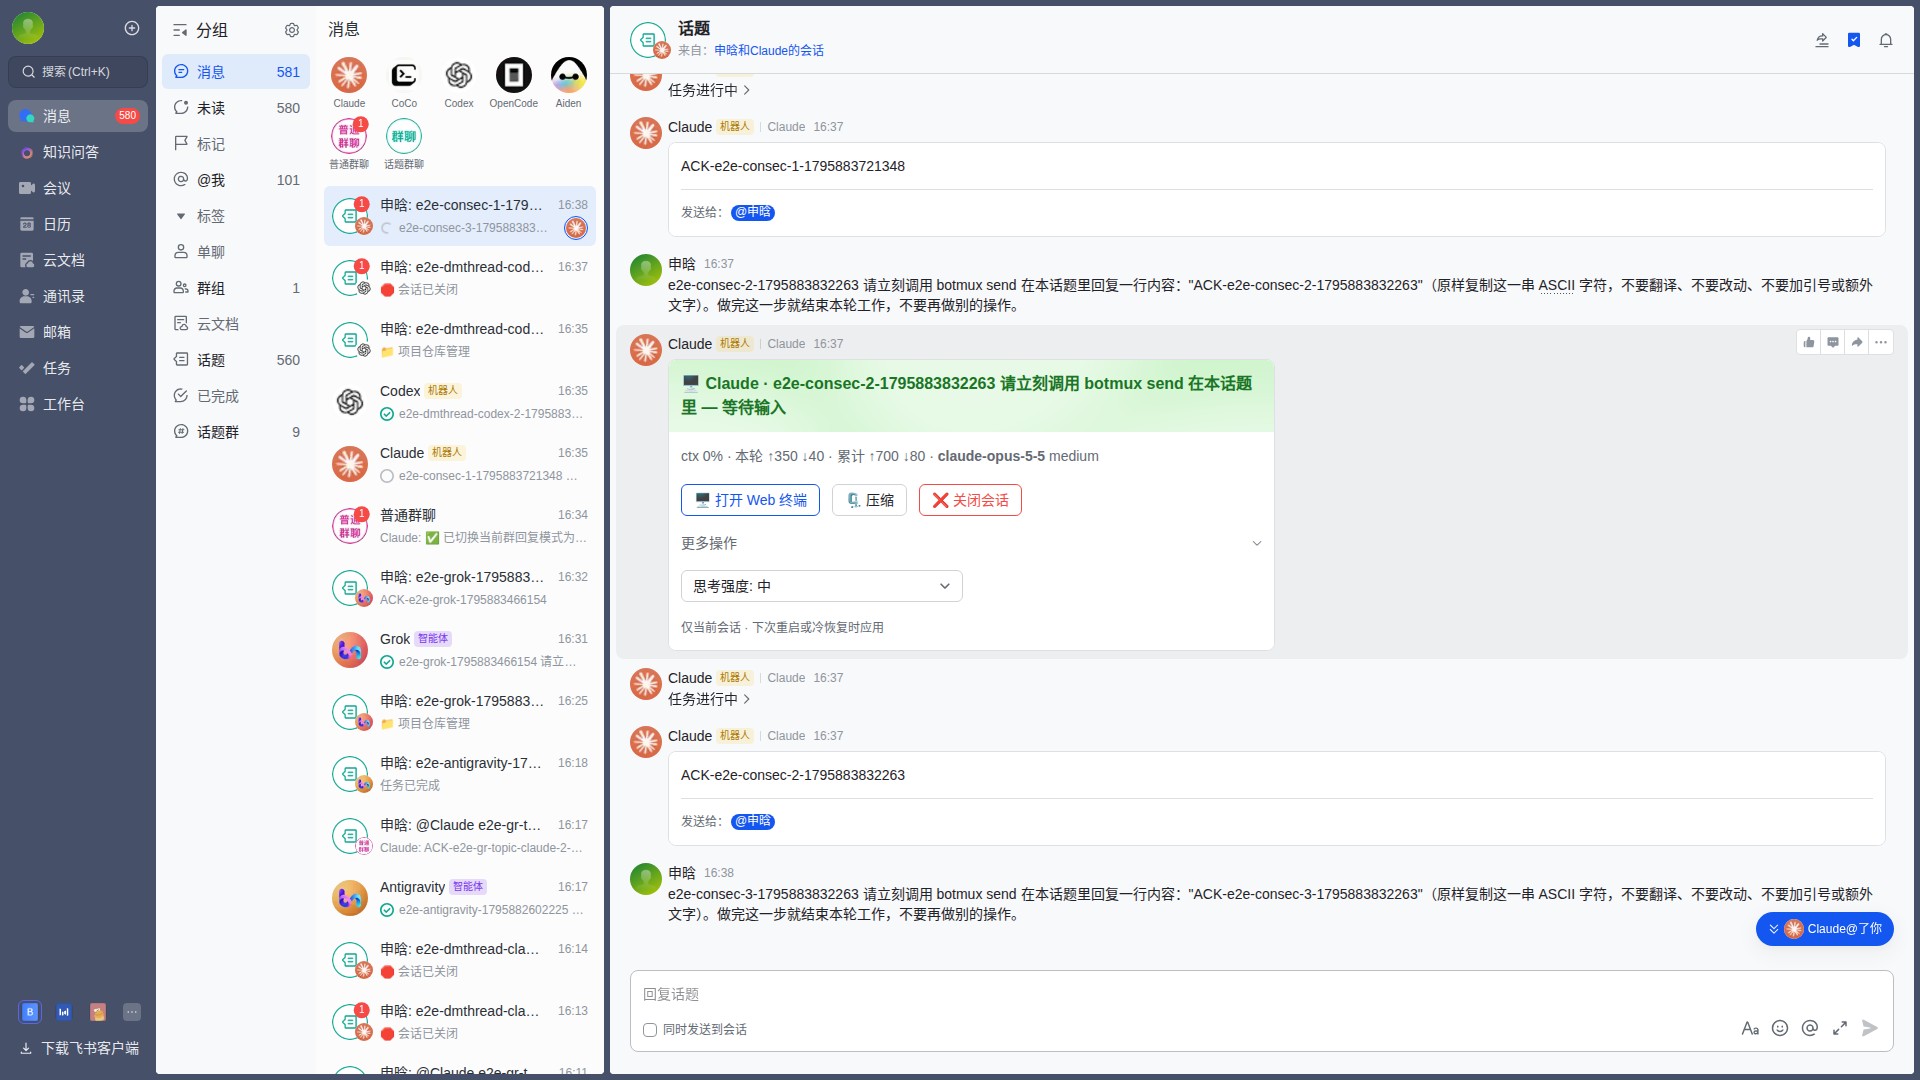 搜索 (Ctrl+K)
消息
580
知识问答
会议
日历
云文档
通讯录
邮箱
任务
工作台
下载飞书客户端
分组
消息
581
未读
580
标记
@我
101
标签
单聊
群组
1
云文档
话题
560
已完成
话题群
9
消息
Claude
CoCo
Codex
OpenCode
Aiden
普通群聊
1
普通群聊
群聊
话题群聊
1
申晗: e2e-consec-1-179…
16:38
e2e-consec-3-179588383…
1
申晗: e2e-dmthread-cod…
16:37
会话已关闭
申晗: e2e-dmthread-cod…
16:35
项目仓库管理
Codex 机器人
16:35
e2e-dmthread-codex-2-1795883…
Claude 机器人
16:35
e2e-consec-1-1795883721348 …
普通群聊
1
普通群聊
16:34
Claude: ✅ 已切换当前群回复模式为…
申晗: e2e-grok-1795883…
16:32
ACK-e2e-grok-1795883466154
Grok 智能体
16:31
e2e-grok-1795883466154 请立…
申晗: e2e-grok-1795883…
16:25
项目仓库管理
申晗: e2e-antigravity-17…
16:18
任务已完成
申晗: @Claude e2e-gr-t…
16:17
Claude: ACK-e2e-gr-topic-claude-2-…
Antigravity 智能体
16:17
e2e-antigravity-1795882602225 …
申晗: e2e-dmthread-cla…
16:14
会话已关闭
1
申晗: e2e-dmthread-cla…
16:13
会话已关闭
申晗: @Claude e2e-gr-t…
16:11
话题
来自：申晗和Claude的会话
任务进行中
Claude 机器人 | Claude 16:37
ACK-e2e-consec-1-1795883721348
发送给：@申晗
申晗 16:37
e2e-consec-2-1795883832263 请立刻调用 botmux send 在本话题里回复一行内容："ACK-e2e-consec-2-1795883832263"（原样复制这一串 ASCII 字符，不要翻译、不要改动、不要加引号或额外
文字）。做完这一步就结束本轮工作，不要再做别的操作。
Claude 机器人 | Claude 16:37
Claude · e2e-consec-2-1795883832263 请立刻调用 botmux send 在本话题
里 — 等待输入
ctx 0% · 本轮 ↑350 ↓40 · 累计 ↑700 ↓80 · claude-opus-5-5 medium
打开 Web 终端
压缩
关闭会话
更多操作
思考强度: 中
仅当前会话 · 下次重启或冷恢复时应用
Claude 机器人 | Claude 16:37
任务进行中
Claude 机器人 | Claude 16:37
ACK-e2e-consec-2-1795883832263
发送给：@申晗
申晗 16:38
e2e-consec-3-1795883832263 请立刻调用 botmux send 在本话题里回复一行内容："ACK-e2e-consec-3-1795883832263"（原样复制这一串 ASCII 字符，不要翻译、不要改动、不要加引号或额外
文字）。做完这一步就结束本轮工作，不要再做别的操作。
Claude@了你
回复话题
同时发送到会话